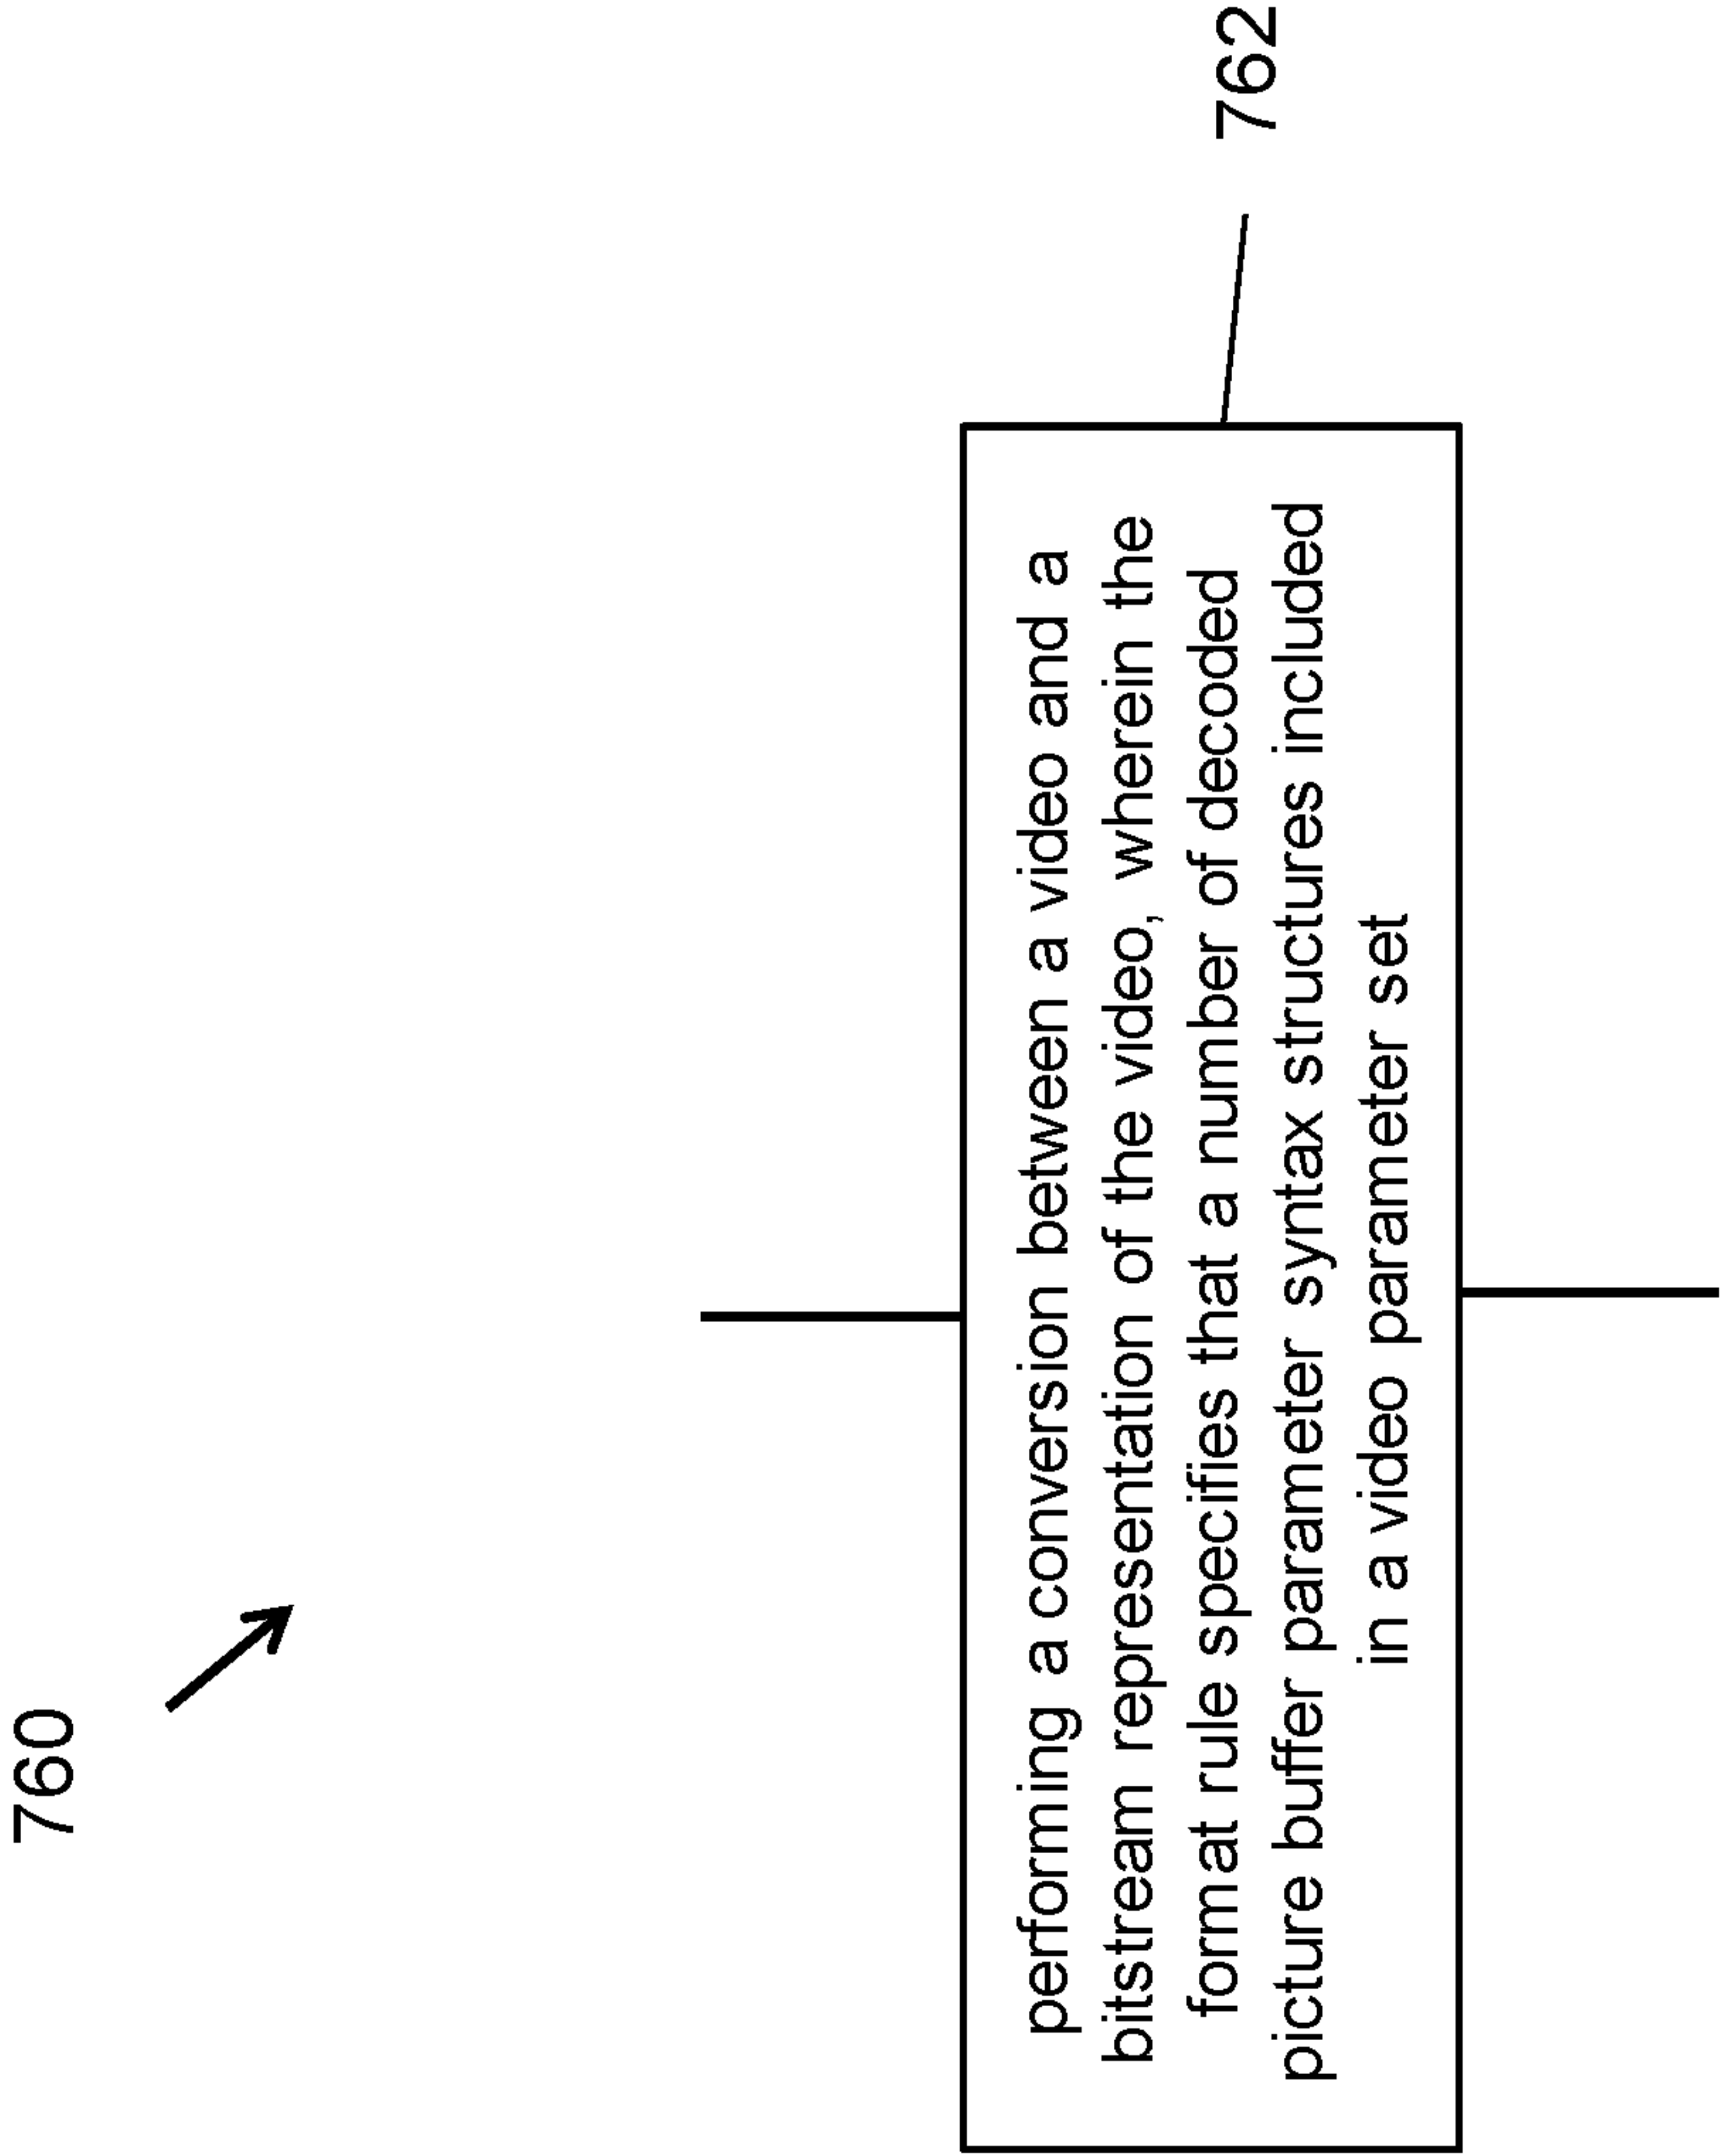 760
performing a conversion between a video and a
bitstream representation of the video, wherein the
format rule specifies that a number of decoded
picture buffer parameter syntax structures included
in a video parameter set
762